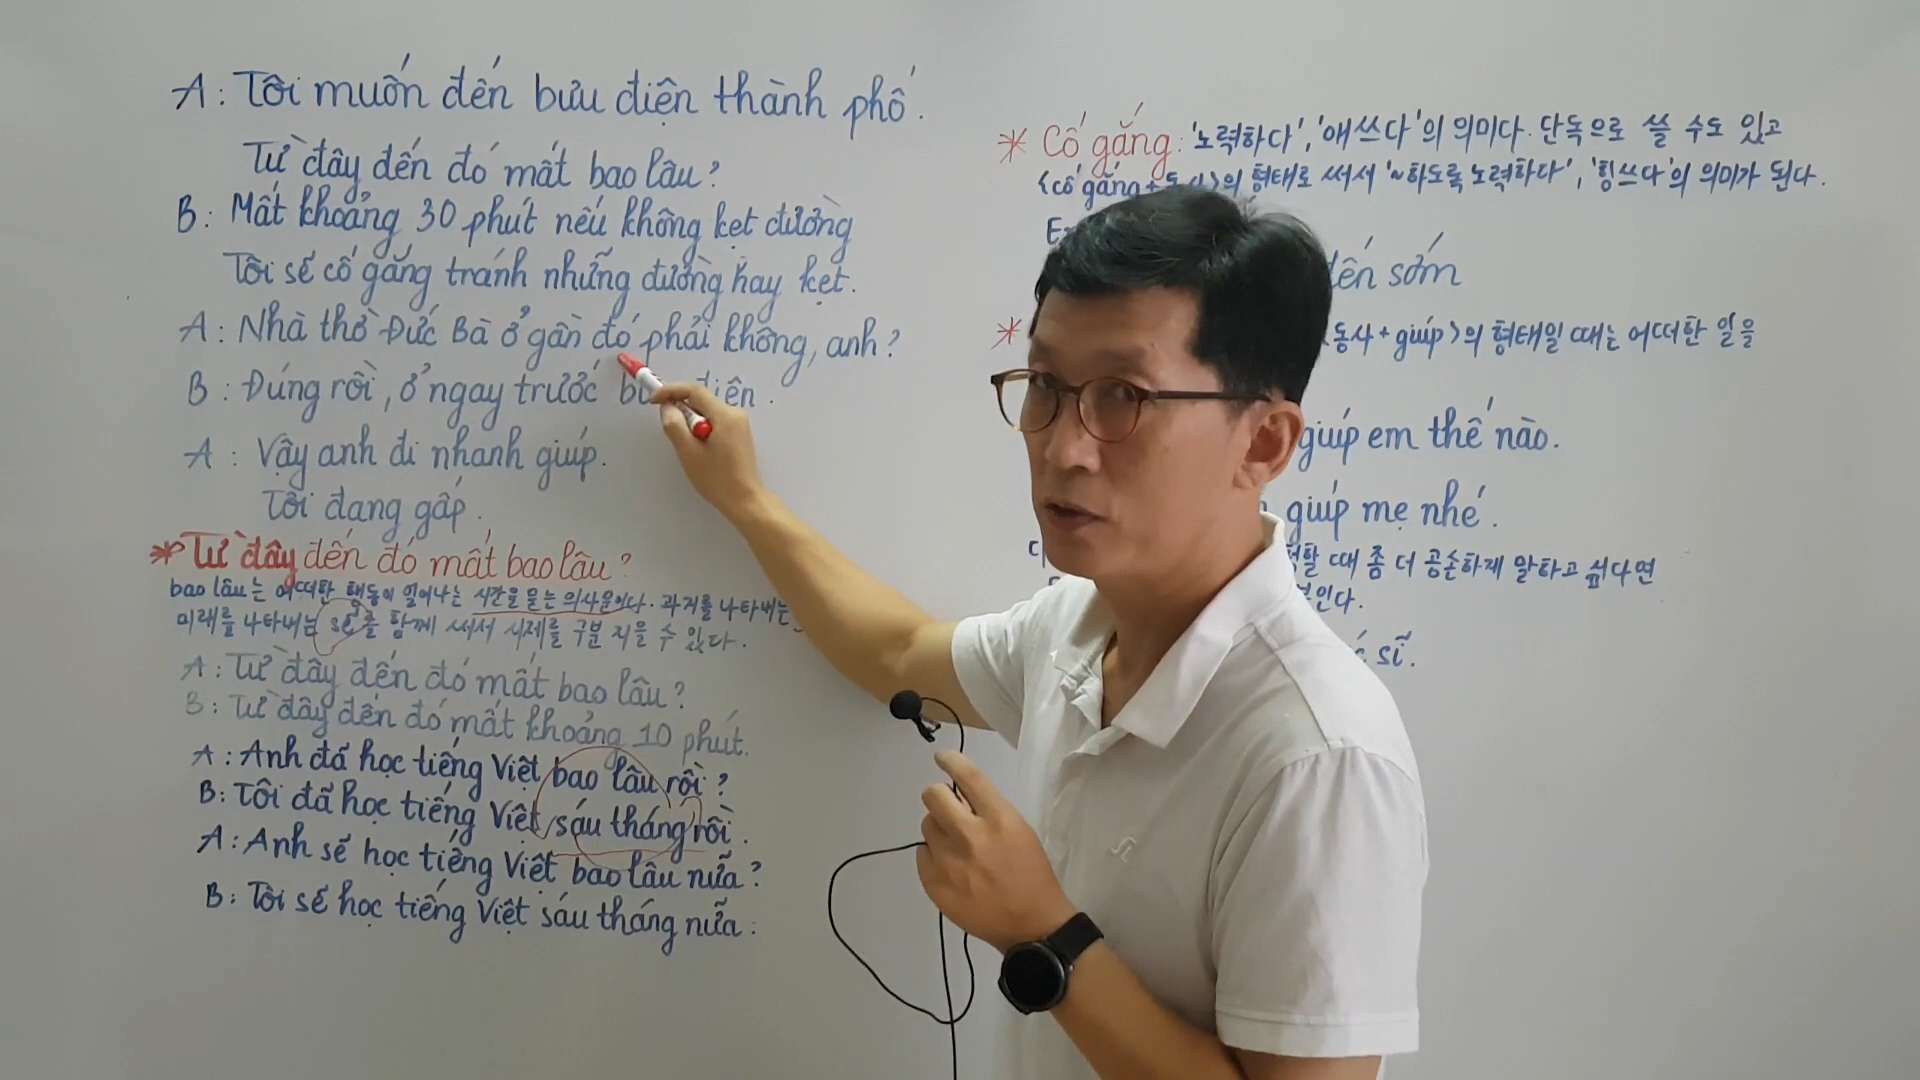 A : Tôi muốn đến bưu điện thành phố.
Từ đây đến đó mất bao lâu?
B : Mất khoảng 30 phút nếu không kẹt đường
Tôi sẽ cố gắng tránh những đường hay kẹt.
A : Nhà thờ Đức Bà ở gần đó phải không, anh?
B : Đúng rồi, ở ngay trước điện.
A : Vậy anh đi nhanh giúp.
Tôi đang gấp.
* Từ đây đến đó mất bao lâu?
bao lâu는 어떠한 행동이 일어나는 시간을 묻는 의사문이다. 과거를 나타내는
미래를 나타내는 sẽ를 함께 써서 시제를 구분 지을 수 있다.
A : Từ đây đến đó mất bao lâu?
B : Từ đây đến đó mất khoảng 10 phút.
A : Anh đã học tiếng Việt bao lâu rồi?
B : Tôi đã học tiếng Việt sáu tháng rồi.
A : Anh sẽ học tiếng Việt bao lâu nữa?
B : Tôi sẽ học tiếng Việt sáu tháng nữa.
* Cố gắng : '노력하다', '애쓰다'의 의미다. 단독으로 쓸 수도 있고
<cố gắng + 동사>의 형태로 써서 '~하도록 노력하다', '힘쓰다'의 의미가 된다.
đến sớm
* 동사 + giúp>의 형태일 때는 어떠한 일을
giúp em thế nào.
giúp mẹ nhé.
때 좀 더 공손하게 말하고 싶다면
붙인다.
sĩ.